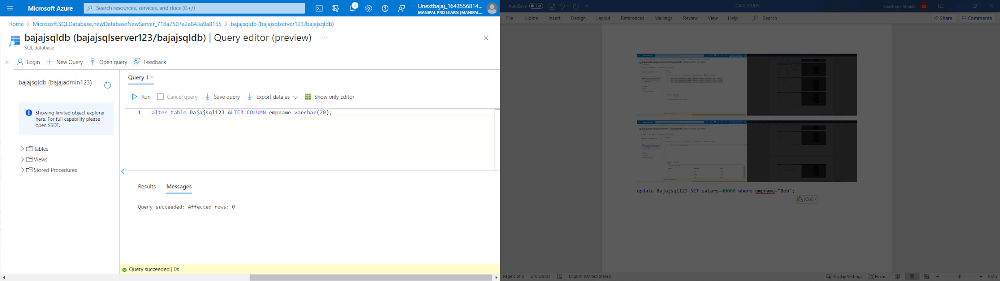 Microsoft Azure
Search resources, services, and docs (G+/)
2
Unextbajaj_1643556814...
MANIPAL PRO LEARN (MANIPAL...
Home > Microsoft.SQLDatabase.newDatabaseNewServer_718a7507a2a843a9a8155 > bajajsqldb (bajajsqlserver123/bajajsqldb)
bajajsqldb (bajajsqlserver123/bajajsqldb) | Query editor (preview) ...
SQL database
» Login New Query Open query Feedback
bajajsqldb (bajajadmin123)
Showing limited object explorer
here. For full capability please
open SSDT.
Tables
Views
Stored Procedures
Query 1
Run Cancel query Save query Export data as Show only Editor
1 alter table Bajajsql123 ALTER COLUMN empname varchar(20);
Results Messages
Query succeeded: Affected rows: 0
Query succeeded | 0s
AutoSave Off CASE STUDY Shashank Shukla SS
File Home Insert Design Layout References Mailings Review View Help Search Share Comments
update Bajajsql123 SET salary=40000 where empname="Bob";
(Ctrl)
Page 8 of 8 210 words English (United States) Display Settings Focus 100%